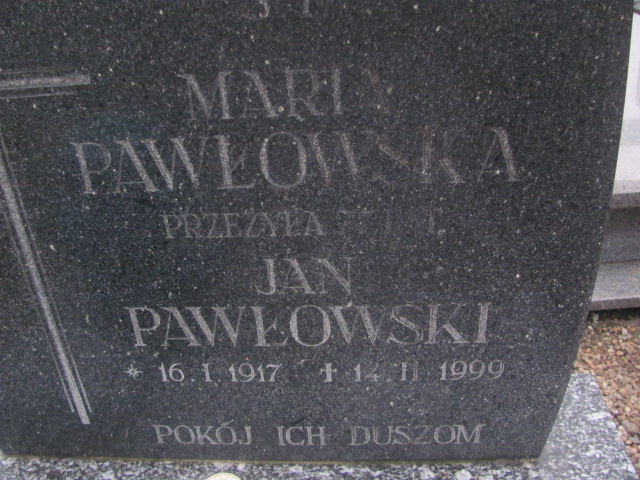 MARIA
PAWŁOWSKA
PRZEŻYŁA
JAN
PAWŁOWSKI
* 16.I.1917 ✝ 14.II.1999
POKÓJ ICH DUSZOM